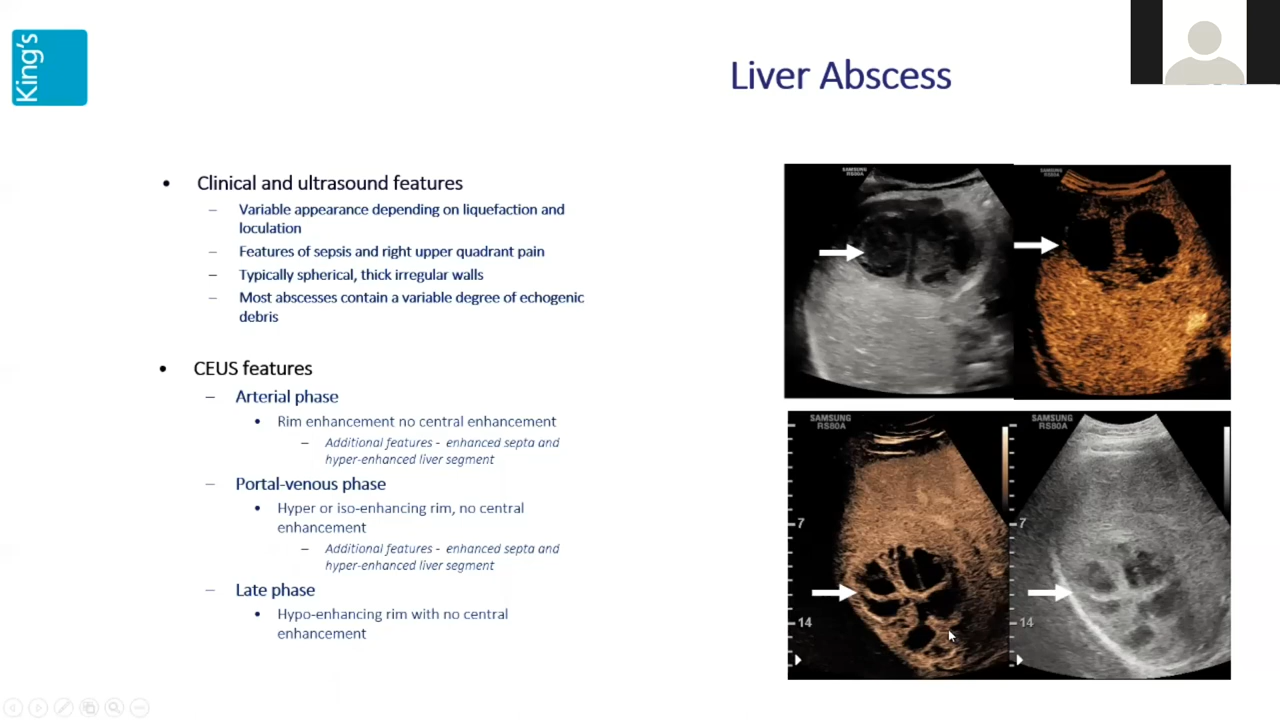 King's
Liver Abscess
• Clinical and ultrasound features
– Variable appearance depending on liquefaction and
loculation
– Features of sepsis and right upper quadrant pain
– Typically spherical, thick irregular walls
– Most abscesses contain a variable degree of echogenic
debris
• CEUS features
– Arterial phase
• Rim enhancement no central enhancement
– Additional features - enhanced septa and
hyper-enhanced liver segment
– Portal-venous phase
• Hyper or iso-enhancing rim, no central
enhancement
– Additional features - enhanced septa and
hyper-enhanced liver segment
– Late phase
• Hypo-enhancing rim with no central
enhancement
SAMSUNG
RS80A
SAMSUNG
RS80A
SAMSUNG
RS80A
7
14
SAMSUNG
RS80A
7
14